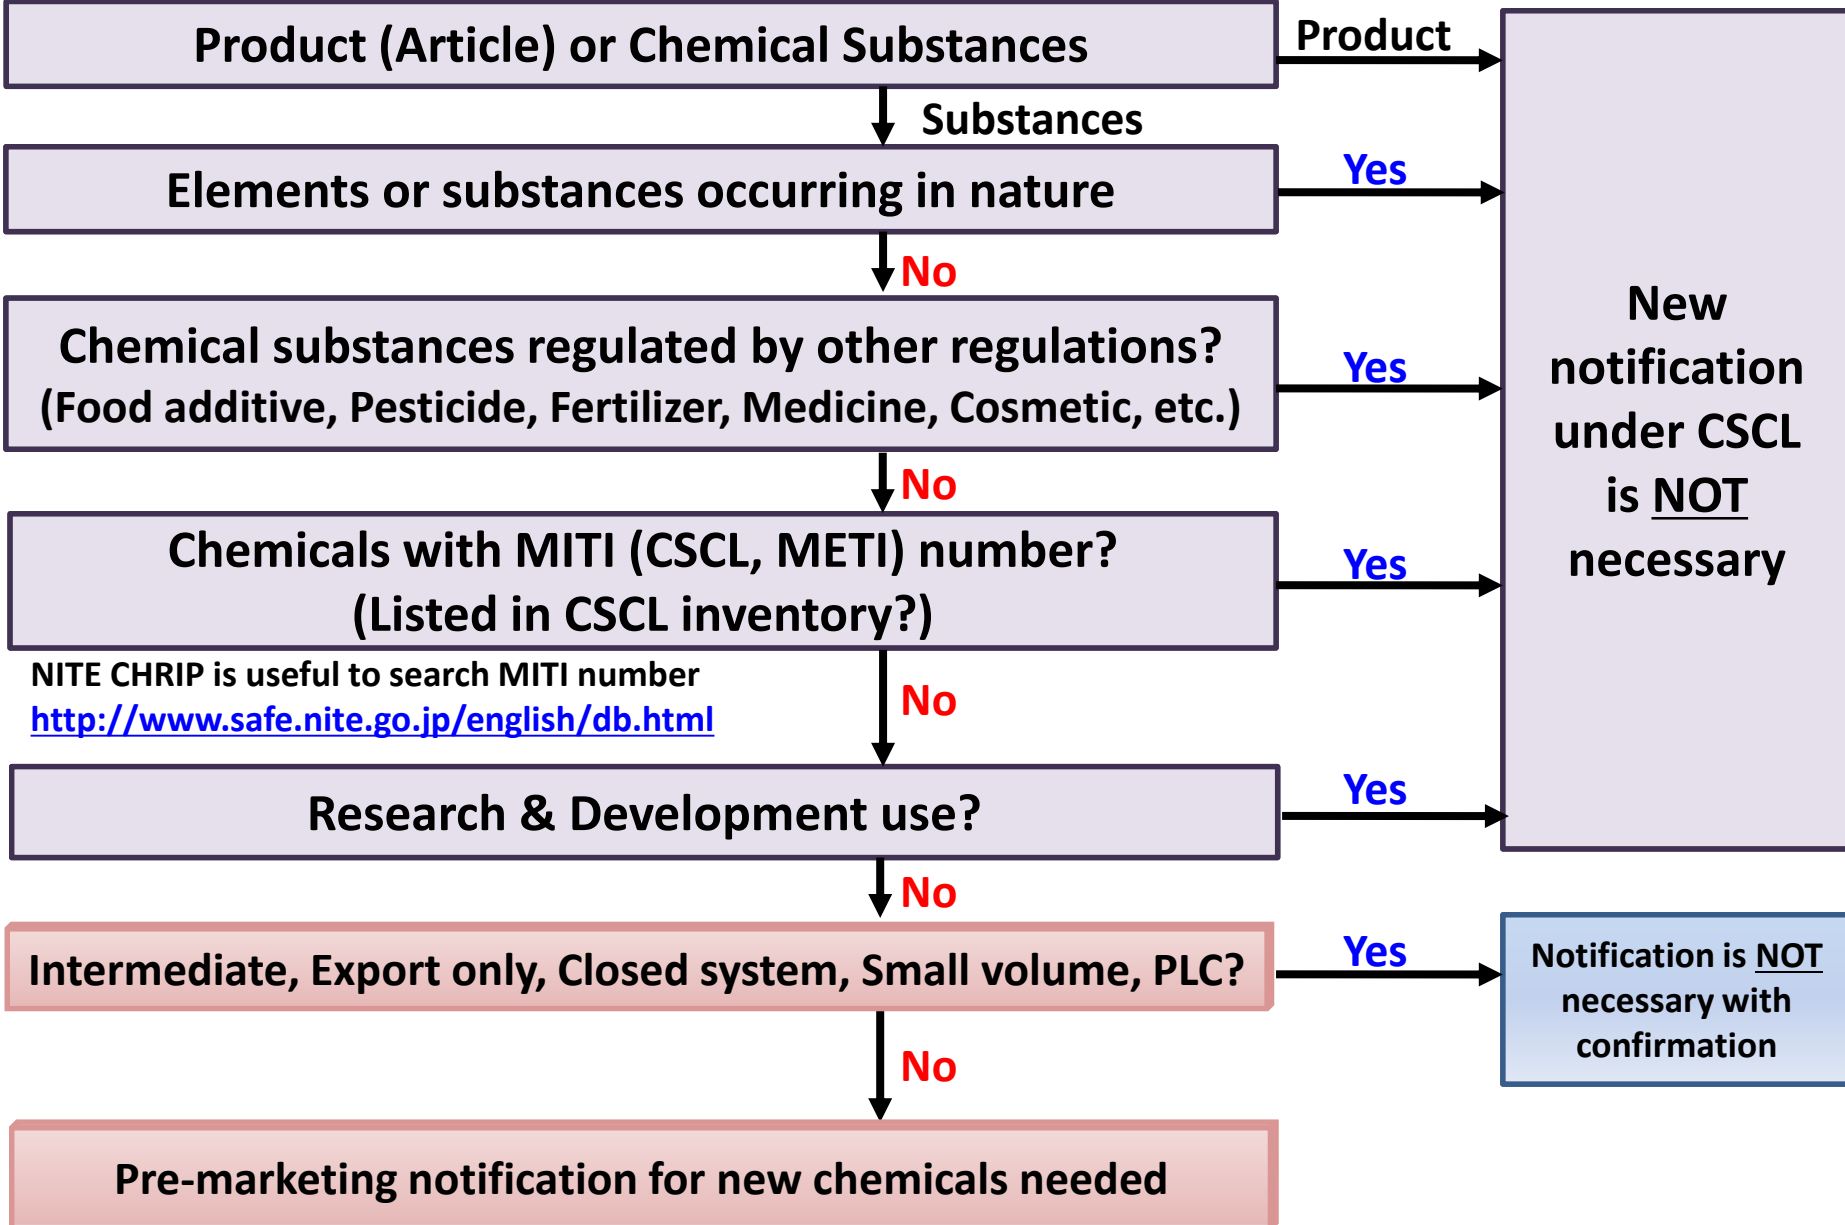 Product (Article) or Chemical Substances
Product
Substances
Elements or substances occurring in nature
Yes
No
Chemical substances regulated by other regulations?
(Food additive, Pesticide, Fertilizer, Medicine, Cosmetic, etc.)
Yes
No
Chemicals with MITI (CSCL, METI) number?
(Listed in CSCL inventory?)
Yes
NITE CHRIP is useful to search MITI number
http://www.safe.nite.go.jp/english/db.html
No
Research & Development use?
Yes
New
notification
under CSCL
is NOT
necessary
No
Intermediate, Export only, Closed system, Small volume, PLC?
Yes
Notification is NOT
necessary with
confirmation
No
Pre-marketing notification for new chemicals needed